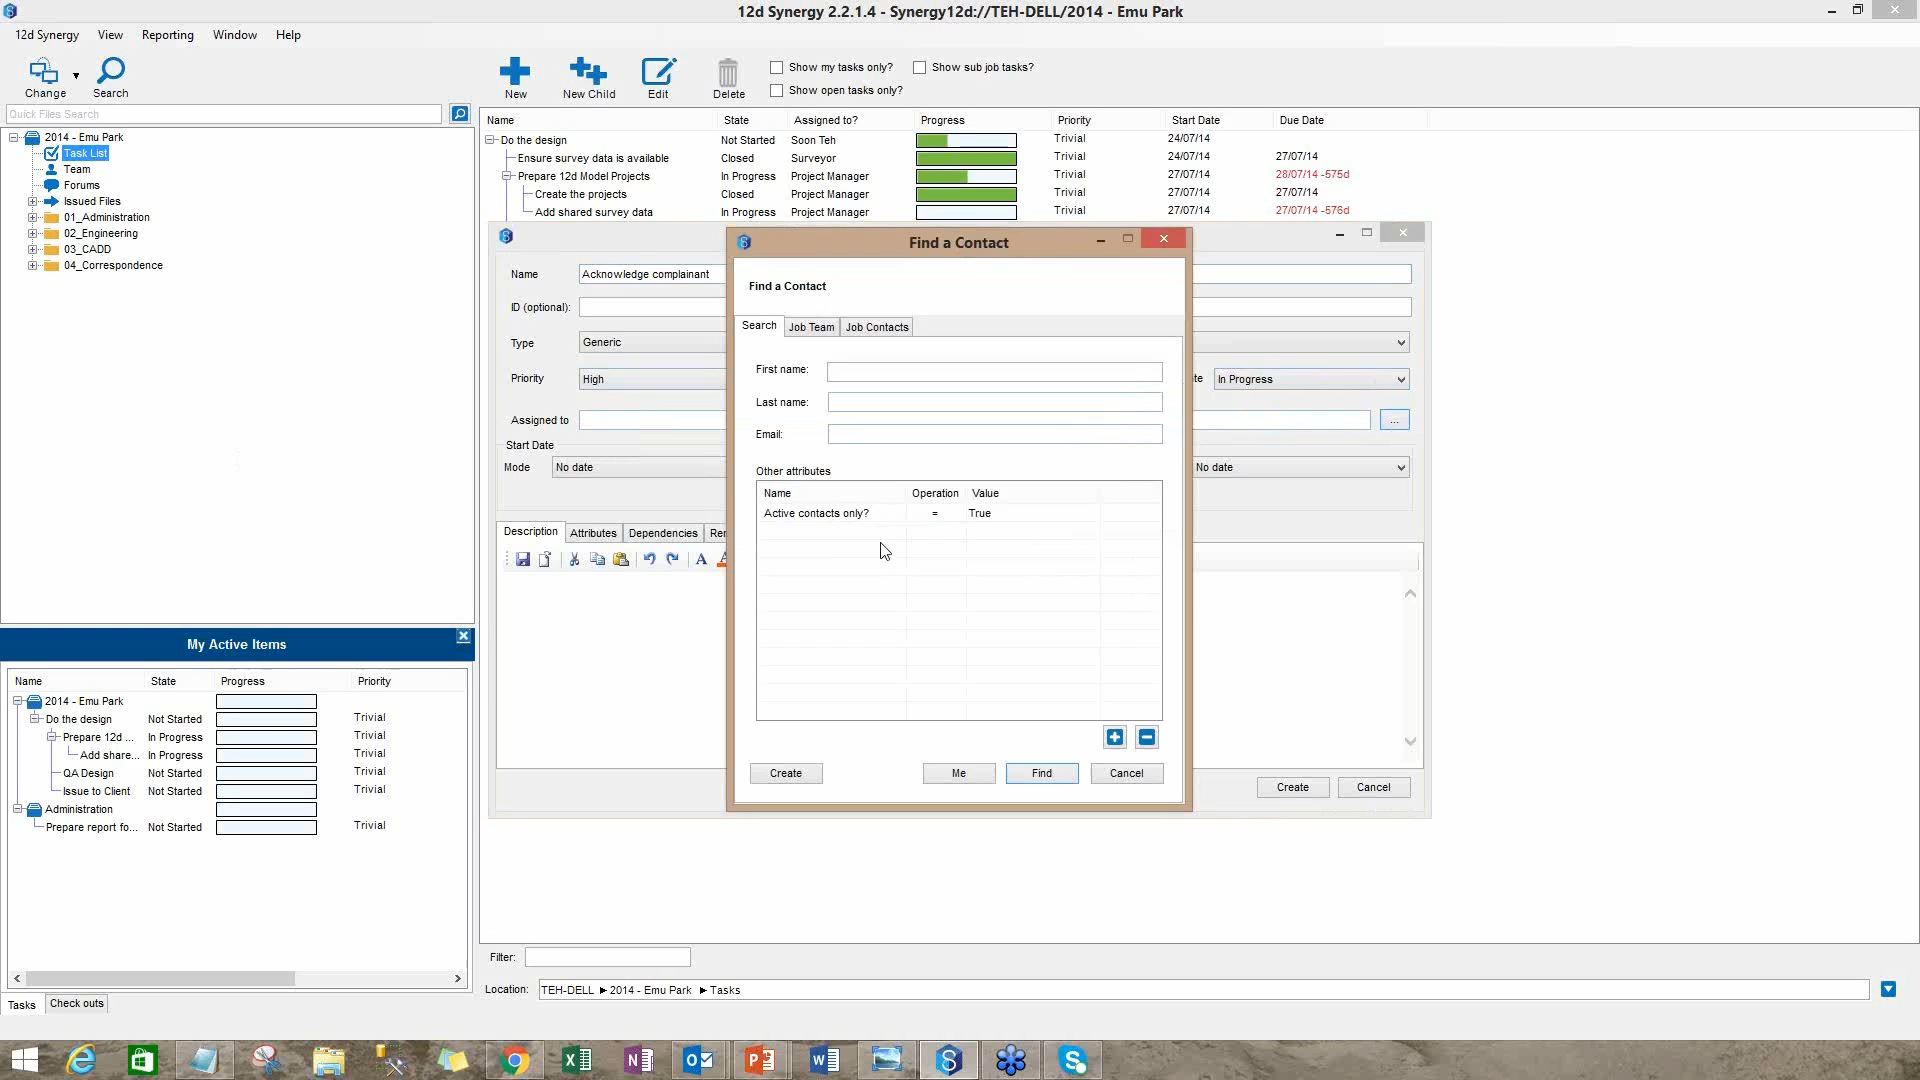 12d Synergy 2.2.1.4 - Synergy12d://TEH-DELL/2014 - Emu Park
12d Synergy View Reporting Window Help
Change Search New New Child Edit Delete
Show my tasks only? Show sub job tasks?
Show open tasks only?
Quick Files Search
2014 - Emu Park
Task List
Team
Forums
Issued Files
01_Administration
02_Engineering
03_CADD
04_Correspondence
Name State Assigned to? Progress Priority Start Date Due Date
Do the design Not Started Soon Teh Trivial 24/07/14
Ensure survey data is available Closed Surveyor Trivial 24/07/14 27/07/14
Prepare 12d Model Projects In Progress Project Manager Trivial 27/07/14 28/07/14 -575d
Create the projects Closed Project Manager Trivial 27/07/14 27/07/14
Add shared survey data In Progress Project Manager Trivial 27/07/14 27/07/14 -576d
Name Acknowledge complainant
ID (optional):
Type Generic
Priority High
te In Progress
Assigned to
...
Start Date
Mode No date
No date
Description Attributes Dependencies Rer
A
Create Cancel
Find a Contact
Find a Contact
Search Job Team Job Contacts
First name:
Last name:
Email:
Other attributes
Name Operation Value
Active contacts only? = True
Create Me Find Cancel
My Active Items
Name State Progress Priority
2014 - Emu Park
Do the design Not Started Trivial
Prepare 12d ... In Progress Trivial
Add share... In Progress Trivial
QA Design Not Started Trivial
Issue to Client Not Started Trivial
Administration
Prepare report fo... Not Started Trivial
Tasks Check outs
Filter:
Location: TEH-DELL 2014 - Emu Park Tasks